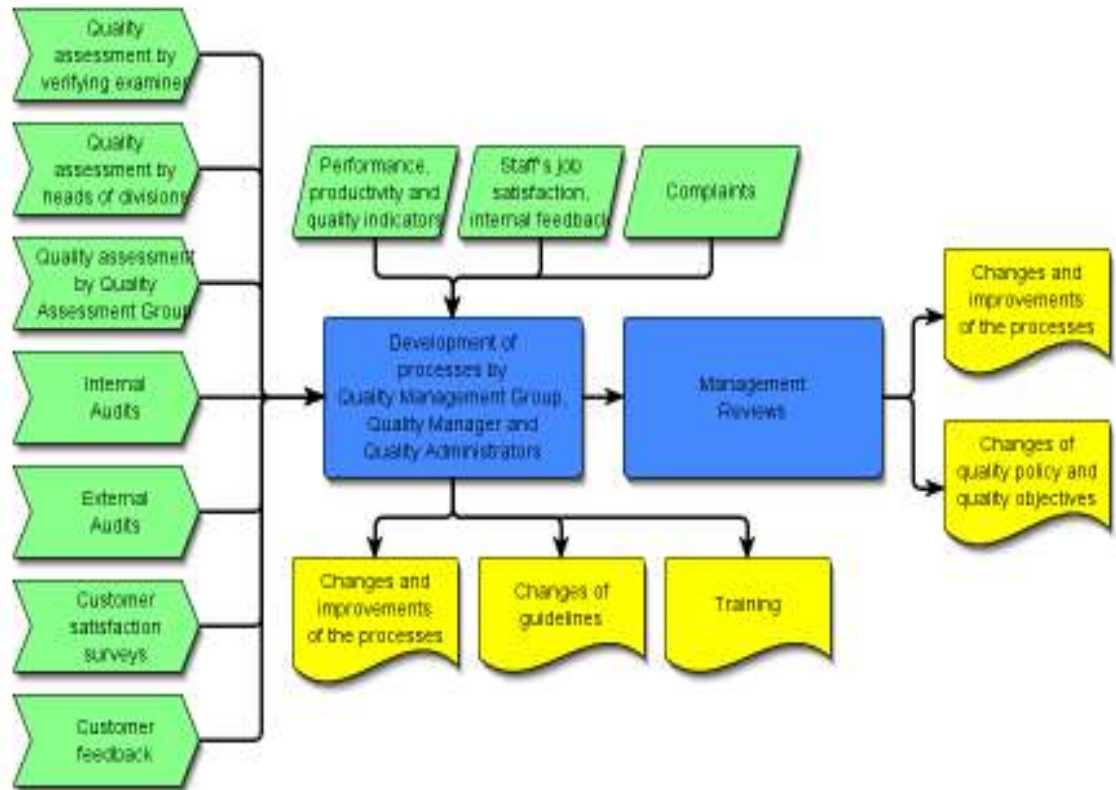 Quality
assessment by
verifying examiner
Quality
assessment by
heads of divisions
Quality assessment
by Quality
Assessment Group
Internal
Audits
External
Audits
Customer
satisfaction
surveys
Customer
feedback
Performance,
productivity and
quality indicators
Staff's job
satisfaction,
internal feedback
Complaints
Development of
processes by
Quality Management Group,
Quality Manager and
Quality Administrators
Management
Reviews
Changes and
improvements
of the processes
Changes of
quality policy and
quality objectives
Changes and
improvements
of the processes
Changes of
guidelines
Training